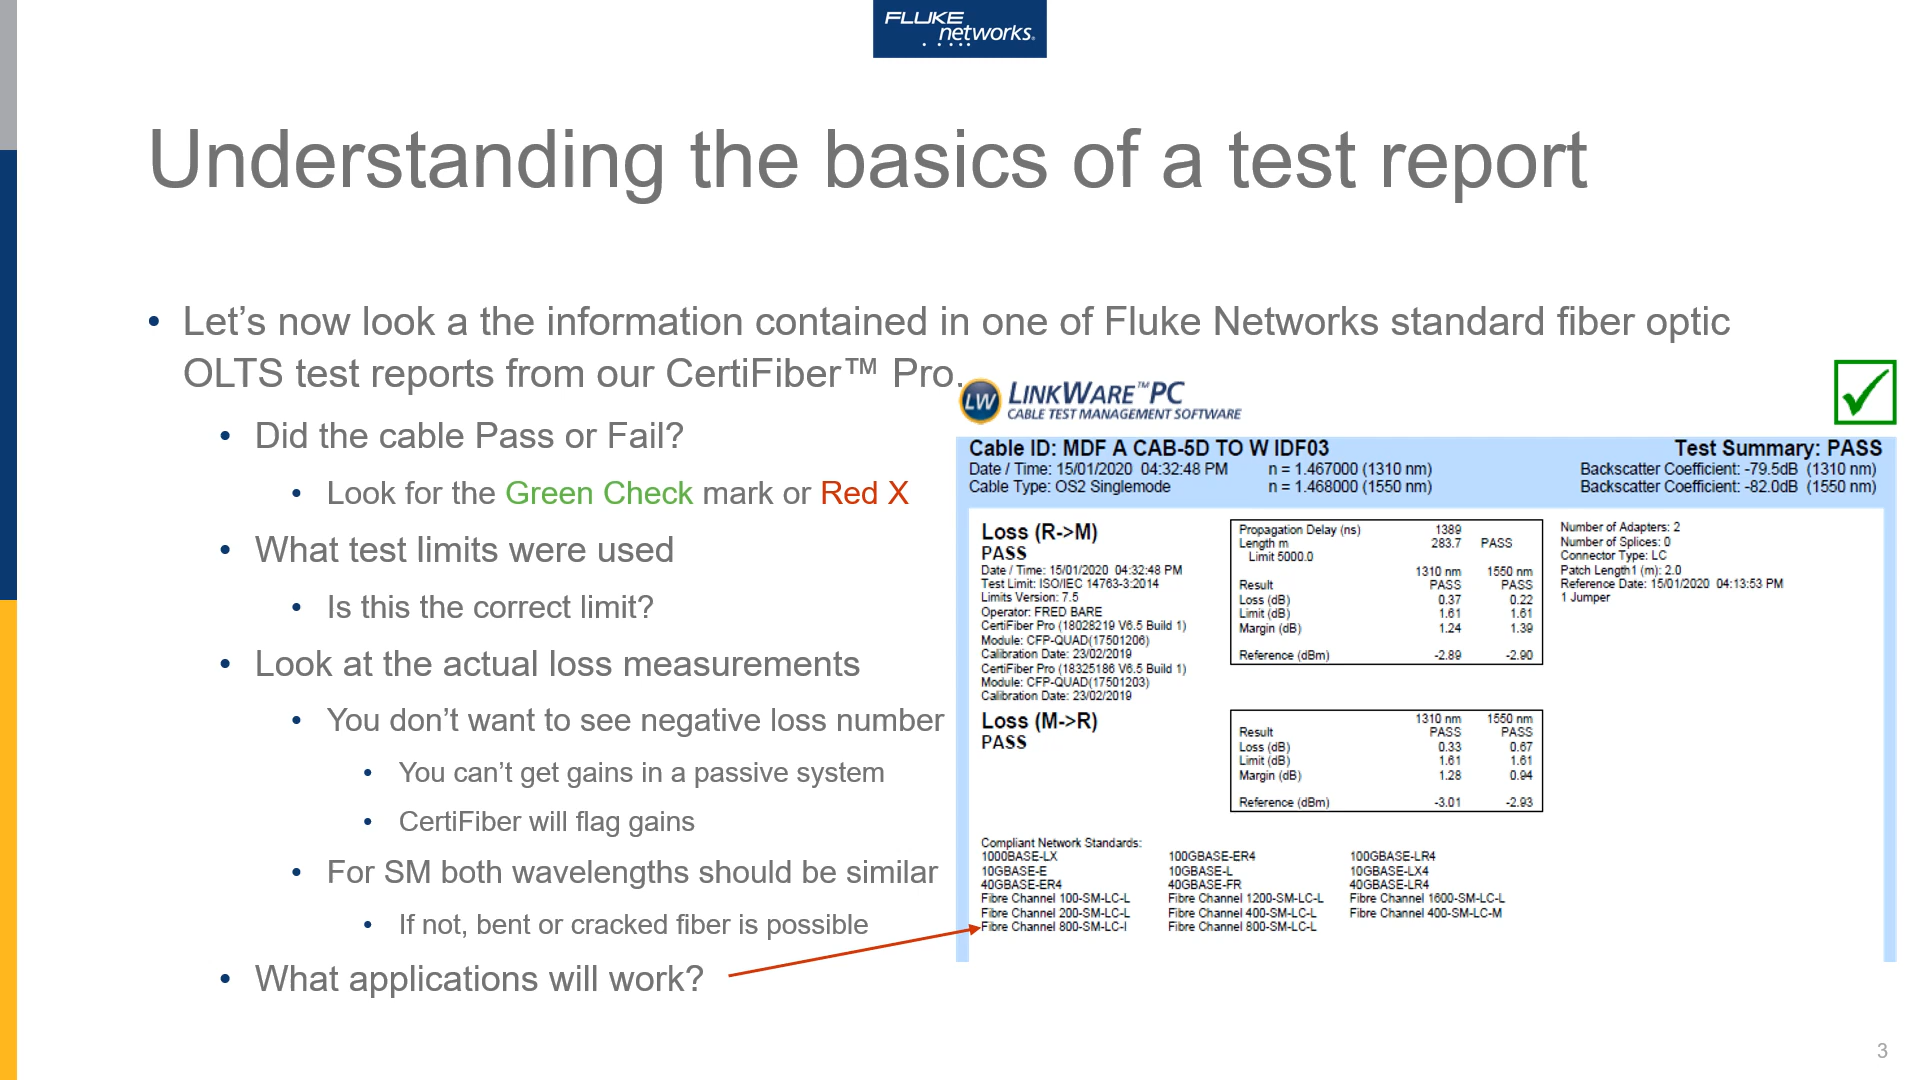 FLUKE
networks.
Understanding the basics of a test report
• Let’s now look a the information contained in one of Fluke Networks standard fiber optic
OLTS test reports from our CertiFiber™ Pro.
• Did the cable Pass or Fail?
• Look for the Green Check mark or Red X
• What test limits were used
• Is this the correct limit?
• Look at the actual loss measurements
• You don’t want to see negative loss number
• You can’t get gains in a passive system
• CertiFiber will flag gains
• For SM both wavelengths should be similar
• If not, bent or cracked fiber is possible
• What applications will work?
LW LINKWARE™PC
CABLE TEST MANAGEMENT SOFTWARE
Cable ID: MDF A CAB-5D TO W IDF03 Test Summary: PASS
Date / Time: 15/01/2020 04:32:48 PM n = 1.467000 (1310 nm) Backscatter Coefficient: -79.5dB (1310 nm)
Cable Type: OS2 Singlemode n = 1.468000 (1550 nm) Backscatter Coefficient: -82.0dB (1550 nm)
Loss (R->M)
PASS
Date / Time: 15/01/2020 04:32:48 PM
Test Limit: ISO/IEC 14763-3:2014
Limits Version: 7.5
Operator: FRED BARE
CertiFiber Pro (18028219 V6.5 Build 1)
Module: CFP-QUAD(17501206)
Calibration Date: 23/02/2019
CertiFiber Pro (18325186 V6.5 Build 1)
Module: CFP-QUAD(17501203)
Calibration Date: 23/02/2019
Propagation Delay (ns) 1389
Length m 283.7 PASS
Limit 5000.0
1310 nm 1550 nm
Result PASS PASS
Loss (dB) 0.37 0.22
Limit (dB) 1.61 1.61
Margin (dB) 1.24 1.39
Reference (dBm) -2.89 -2.90
Number of Adapters: 2
Number of Splices: 0
Connector Type: LC
Patch Length1 (m): 2.0
Reference Date: 15/01/2020 04:13:53 PM
1 Jumper
Loss (M->R)
PASS
1310 nm 1550 nm
Result PASS PASS
Loss (dB) 0.33 0.67
Limit (dB) 1.61 1.61
Margin (dB) 1.28 0.94
Reference (dBm) -3.01 -2.93
Compliant Network Standards:
1000BASE-LX 100GBASE-ER4 100GBASE-LR4
10GBASE-E 10GBASE-L 10GBASE-LX4
40GBASE-ER4 40GBASE-FR 40GBASE-LR4
Fibre Channel 100-SM-LC-L Fibre Channel 1200-SM-LC-L Fibre Channel 1600-SM-LC-L
Fibre Channel 200-SM-LC-L Fibre Channel 400-SM-LC-L Fibre Channel 400-SM-LC-M
Fibre Channel 800-SM-LC-I Fibre Channel 800-SM-LC-L
3